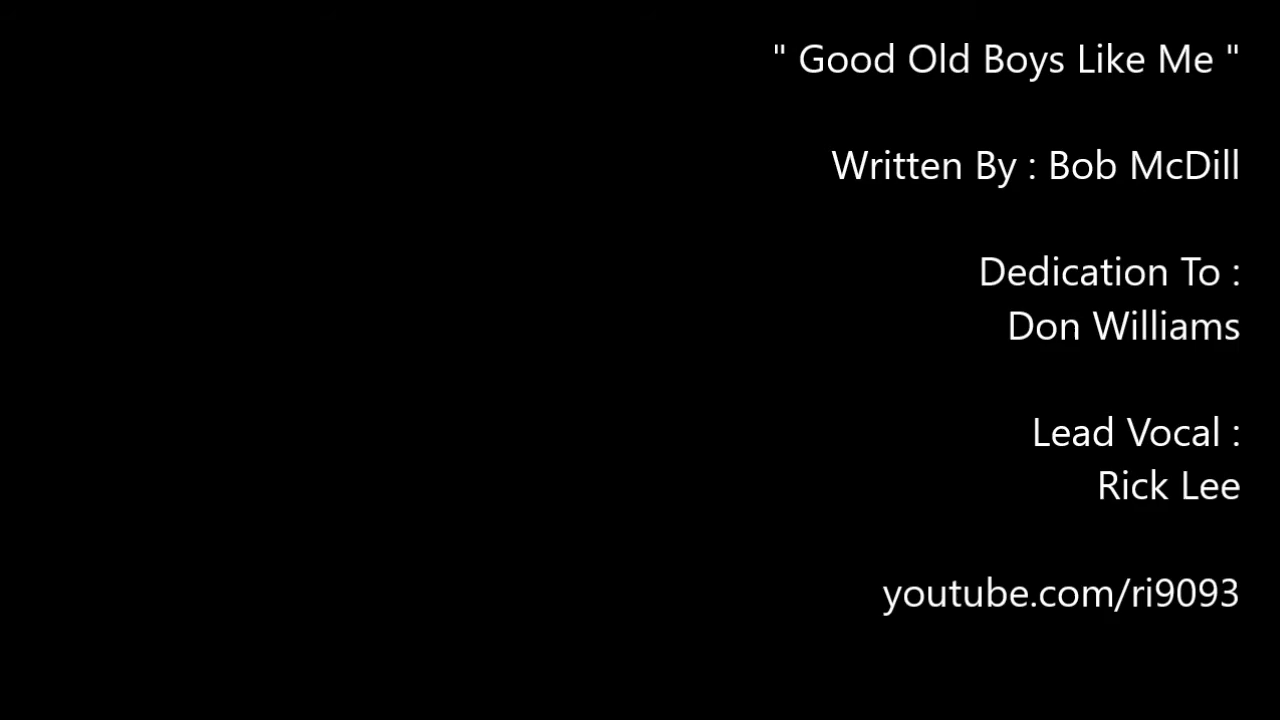 " Good Old Boys Like Me "
Written By : Bob McDill
Dedication To :
Don Williams
Lead Vocal :
Rick Lee
youtube.com/ri9093